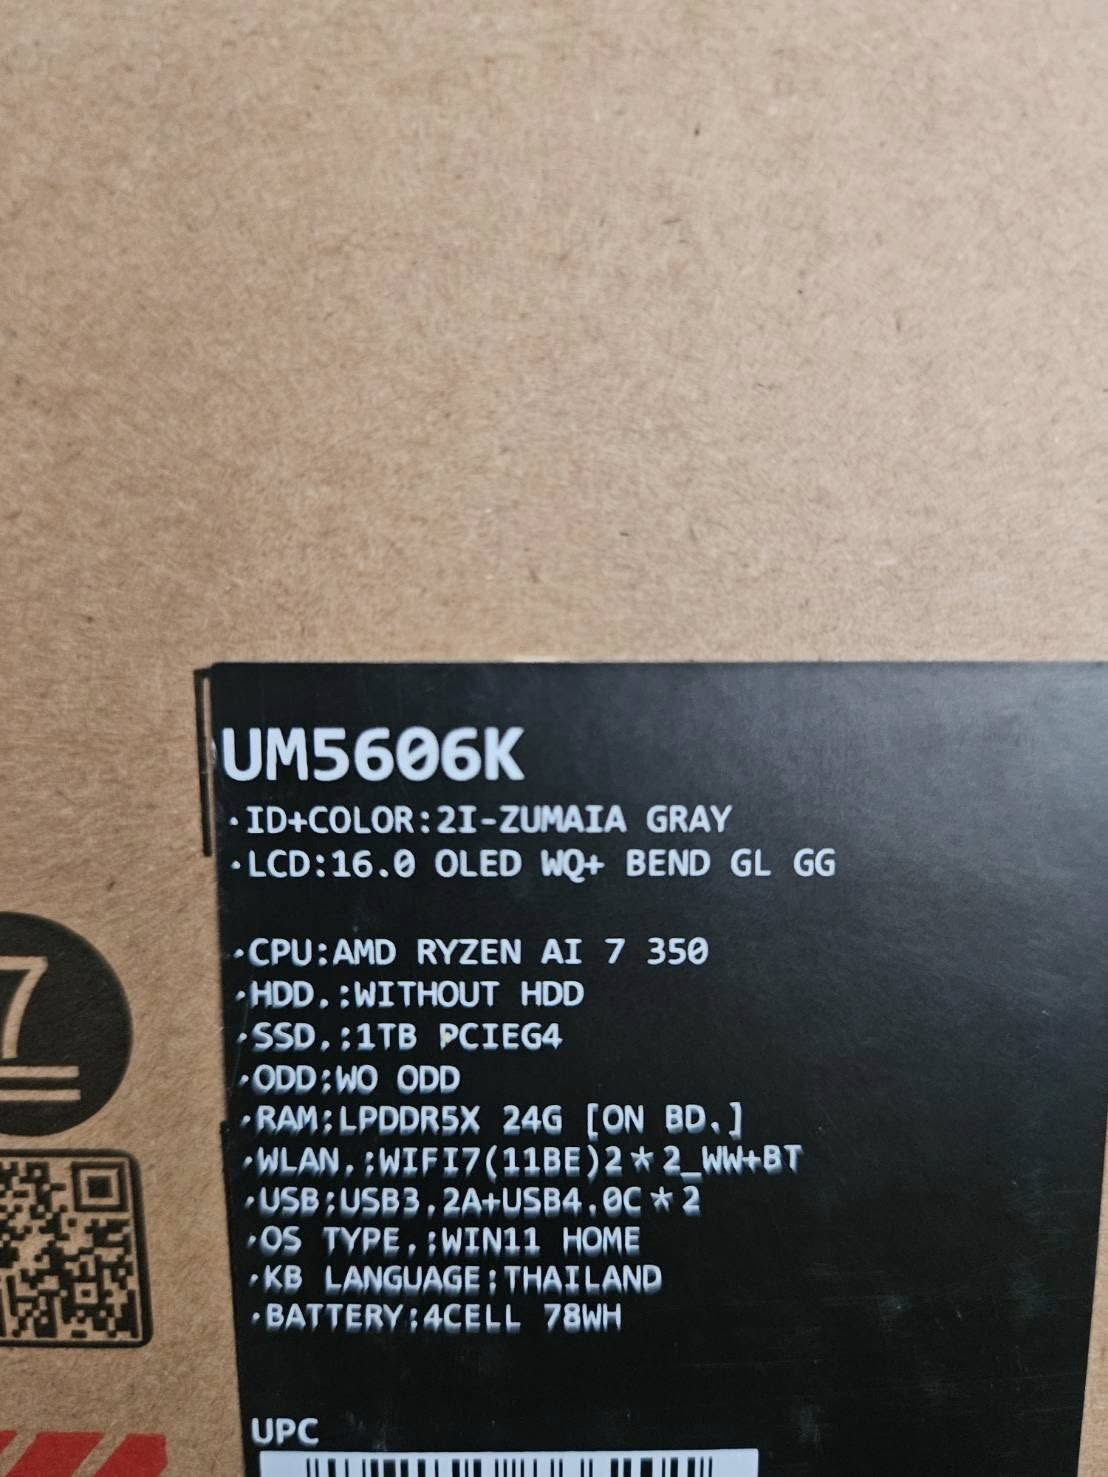 UM5606K
·ID+COLOR:2I-ZUMAIA GRAY
·LCD:16.0 OLED WQ+ BEND GL GG
·CPU:AMD RYZEN AI 7 350
·HDD.:WITHOUT HDD
·SSD.:1TB PCIEG4
·ODD:WO ODD
·RAM:LPDDR5X 24G [ON BD.]
·WLAN.:WIFI7(11BE)2*2_WW+BT
·USB:USB3.2A+USB4.0C*2
·OS TYPE.:WIN11 HOME
·KB LANGUAGE:THAILAND
·BATTERY:4CELL 78WH
7
UPC